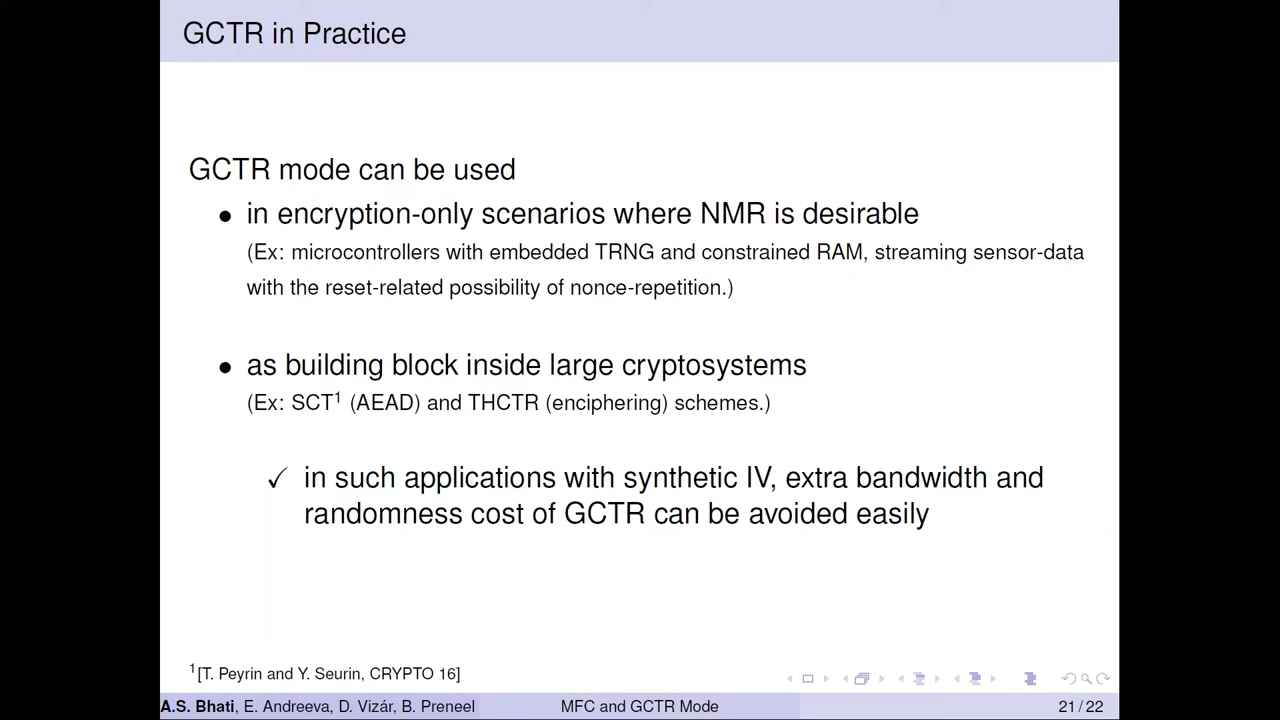 GCTR in Practice
GCTR mode can be used
• in encryption-only scenarios where NMR is desirable
(Ex: microcontrollers with embedded TRNG and constrained RAM, streaming sensor-data
with the reset-related possibility of nonce-repetition.)
• as building block inside large cryptosystems
(Ex: SCT¹ (AEAD) and THCTR (enciphering) schemes.)
✓ in such applications with synthetic IV, extra bandwidth and
randomness cost of GCTR can be avoided easily
¹[T. Peyrin and Y. Seurin, CRYPTO 16]
A.S. Bhati, E. Andreeva, D. Vizár, B. Preneel MFC and GCTR Mode 21 / 22